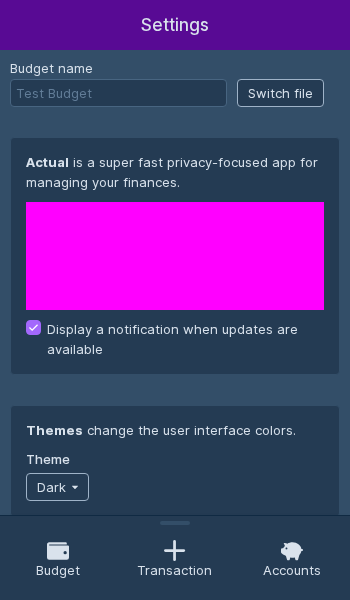 Settings
Budget name
Test Budget
Switch file
Actual is a super fast privacy-focused app for
managing your finances.
Display a notification when updates are
available
Themes change the user interface colors.
Theme
Dark
Budget
Transaction
Accounts